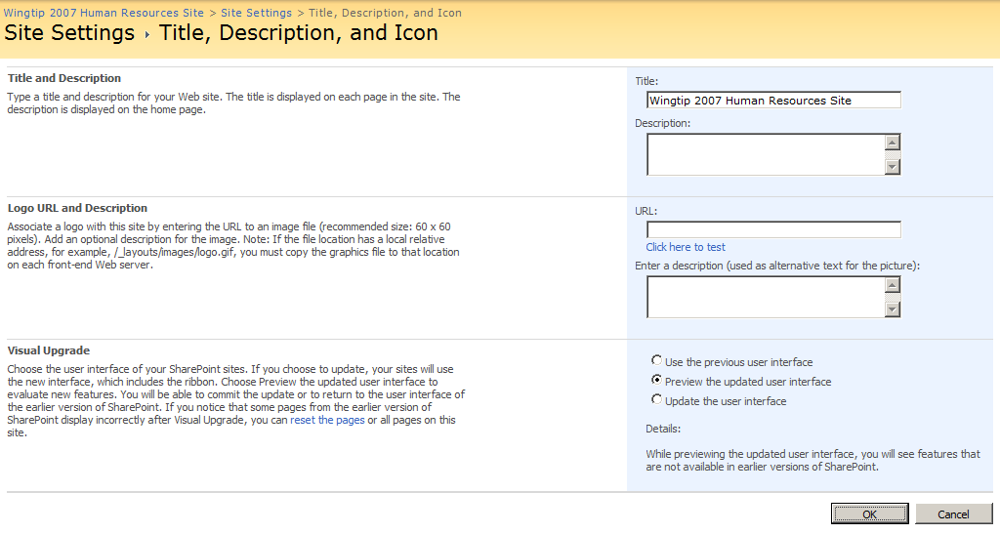 Wingtip 2007 Human Resources Site > Site Settings > Title, Description, and Icon
Site Settings ▸ Title, Description, and Icon
Title and Description
Type a title and description for your Web site. The title is displayed on each page in the site. The
description is displayed on the home page.
Title:
Wingtip 2007 Human Resources Site
Description:
Logo URL and Description
Associate a logo with this site by entering the URL to an image file (recommended size: 60 x 60
pixels). Add an optional description for the image. Note: If the file location has a local relative
address, for example, /_layouts/images/logo.gif, you must copy the graphics file to that location
on each front-end Web server.
URL:
Click here to test
Enter a description (used as alternative text for the picture):
Visual Upgrade
Choose the user interface of your SharePoint sites. If you choose to update, your sites will use
the new interface, which includes the ribbon. Choose Preview the updated user interface to
evaluate new features. You will be able to commit the update or to return to the user interface of
the earlier version of SharePoint. If you notice that some pages from the earlier version of
SharePoint display incorrectly after Visual Upgrade, you can reset the pages or all pages on this
site.
Use the previous user interface
Preview the updated user interface
Update the user interface
Details:
While previewing the updated user interface, you will see features that
are not available in earlier versions of SharePoint.
OK
Cancel